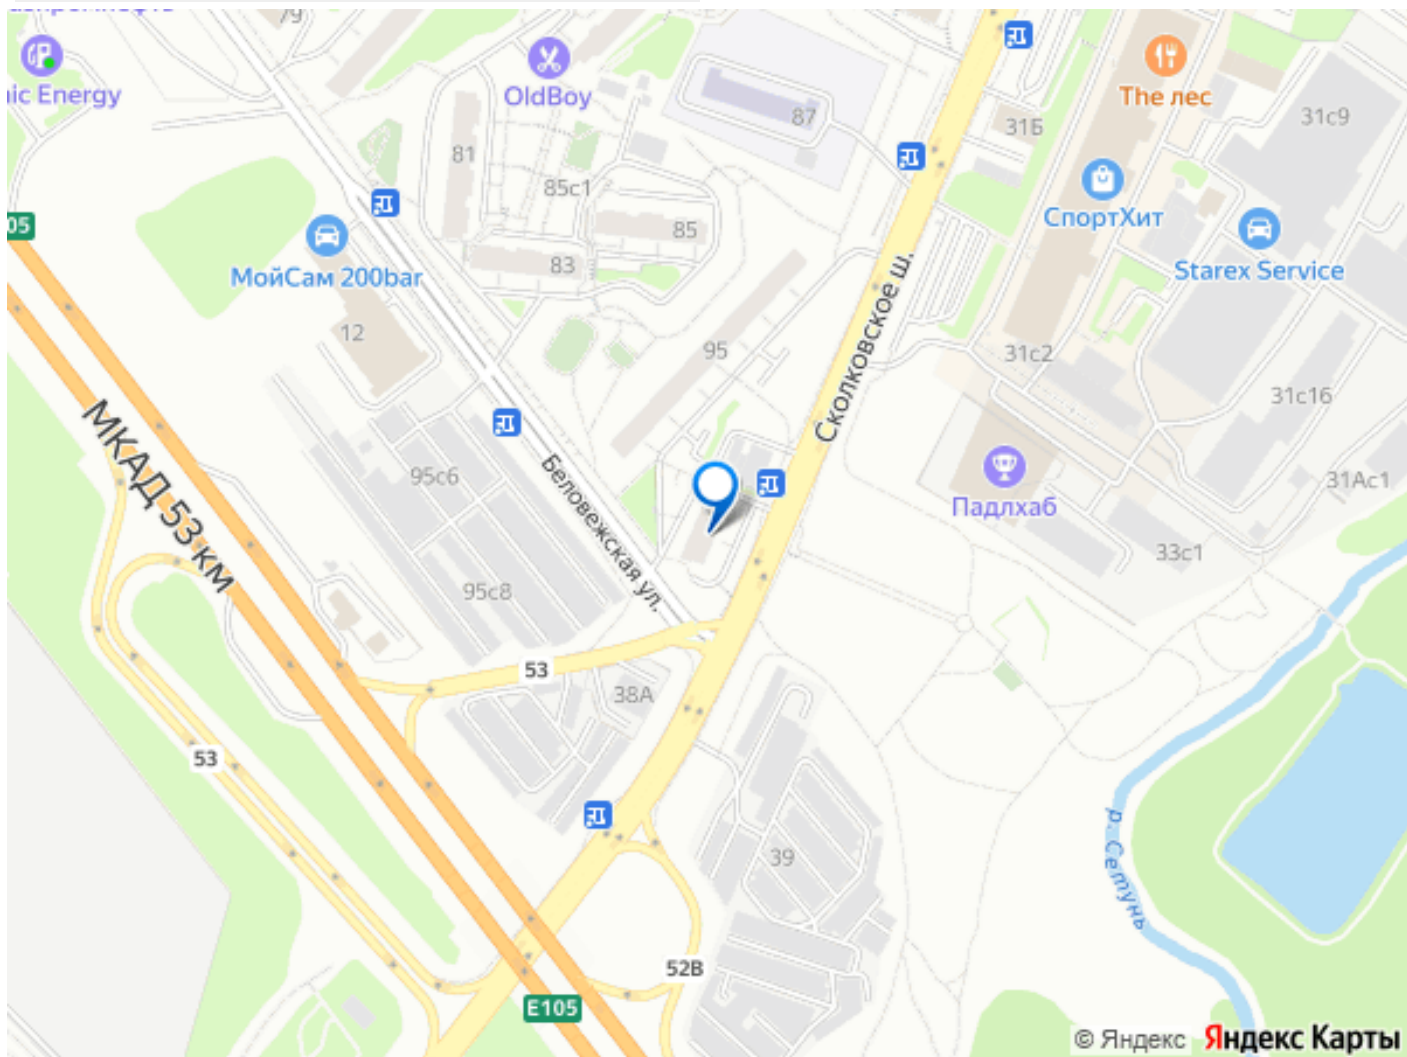 79
OldBoy
ic Energy
87
The лес
31Б
31с9
81
85с1
85
СпортХит
05
83
МойСам 200bar
Starex Service
12
95
Сколковское ш.
31с2
31с16
МКАД 53 км
95с6
Беловежская ул.
31Ас1
Падлхаб
33с1
95с8
53
38А
53
39
р. Сетунь
52В
E105
© Яндекс Яндекс Карты